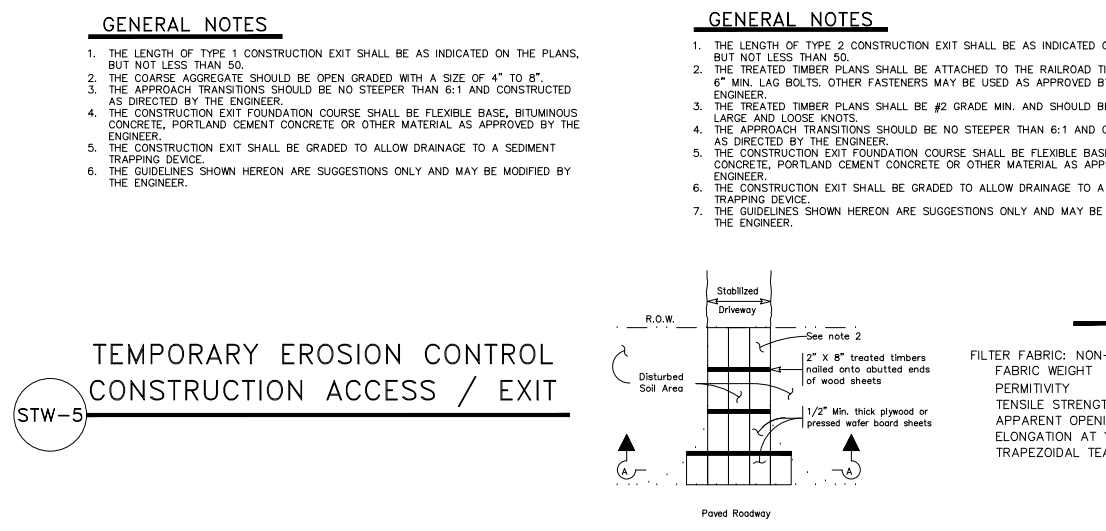 GENERAL NOTES
1. THE LENGTH OF TYPE 1 CONSTRUCTION EXIT SHALL BE AS INDICATED ON THE PLANS,
BUT NOT LESS THAN 50.
2. THE COARSE AGGREGATE SHOULD BE OPEN GRADED WITH A SIZE OF 4" TO 8".
3. THE APPROACH TRANSITIONS SHOULD BE NO STEEPER THAN 6:1 AND CONSTRUCTED
AS DIRECTED BY THE ENGINEER.
4. THE CONSTRUCTION EXIT FOUNDATION COURSE SHALL BE FLEXIBLE BASE, BITUMINOUS
CONCRETE, PORTLAND CEMENT CONCRETE OR OTHER MATERIAL AS APPROVED BY THE
ENGINEER.
5. THE CONSTRUCTION EXIT SHALL BE GRADED TO ALLOW DRAINAGE TO A SEDIMENT
TRAPPING DEVICE.
6. THE GUIDELINES SHOWN HEREON ARE SUGGESTIONS ONLY AND MAY BE MODIFIED BY
THE ENGINEER.
TEMPORARY EROSION CONTROL
CONSTRUCTION ACCESS / EXIT
STW-5
GENERAL NOTES
1. THE LENGTH OF TYPE 2 CONSTRUCTION EXIT SHALL BE AS INDICATED
BUT NOT LESS THAN 50.
2. THE TREATED TIMBER PLANS SHALL BE ATTACHED TO THE RAILROAD
6" MIN. LAG BOLTS. OTHER FASTENERS MAY BE USED AS APPROVED
ENGINEER.
3. THE TREATED TIMBER PLANS SHALL BE #2 GRADE MIN. AND SHOULD
LARGE AND LOOSE KNOTS.
4. THE APPROACH TRANSITIONS SHOULD BE NO STEEPER THAN 6:1 AND
AS DIRECTED BY THE ENGINEER.
5. THE CONSTRUCTION EXIT FOUNDATION COURSE SHALL BE FLEXIBLE
CONCRETE, PORTLAND CEMENT CONCRETE OR OTHER MATERIAL AS
ENGINEER.
6. THE CONSTRUCTION EXIT SHALL BE GRADED TO ALLOW DRAINAGE TO A
TRAPPING DEVICE.
7. THE GUIDELINES SHOWN HEREON ARE SUGGESTIONS ONLY AND MAY BE
THE ENGINEER.
Stabilized
Driveway
R.O.W.
See note 2
2" X 8" treated timbers
nailed onto abutted ends
of wood sheets
Disturbed
Soil Area
1/2" Min. thick plywood or
pressed wafer board sheets
A
A
Paved Roadway
FILTER FABRIC: NON-
FABRIC WEIGHT
PERMITIVITY
TENSILE
APPARENT
ELONGATION AT
TRAPEZOIDAL